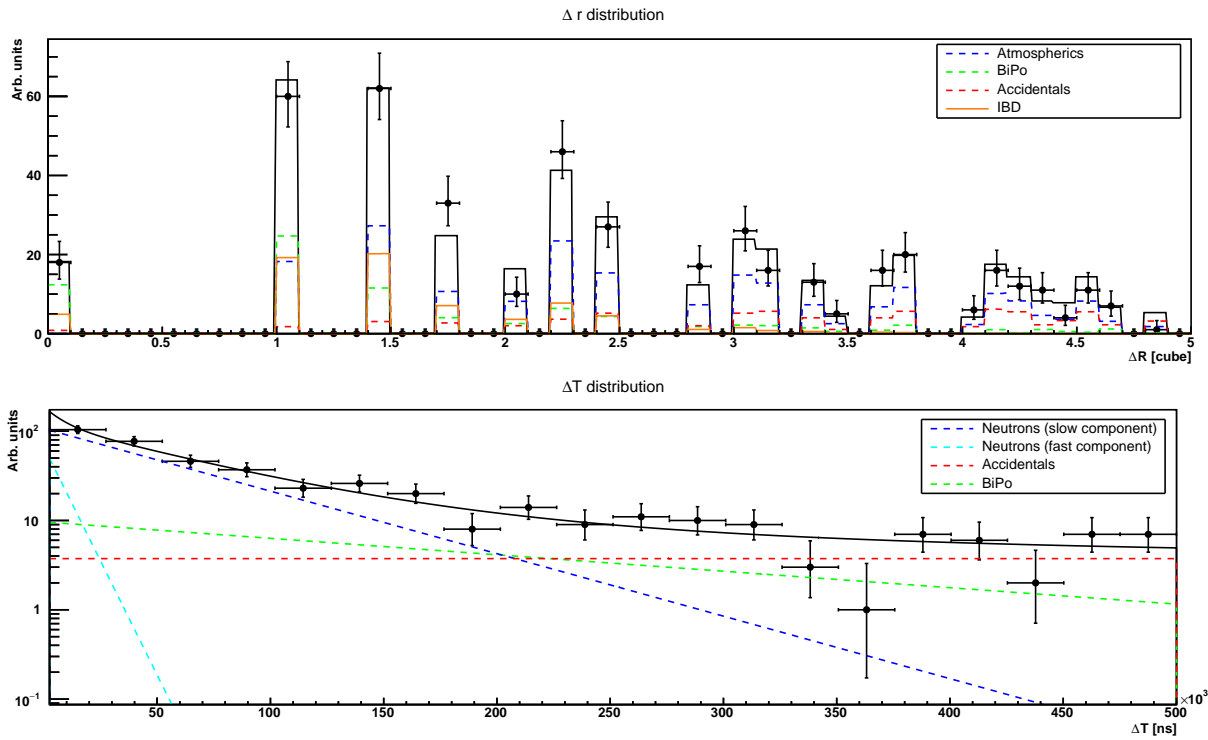 Δ r distribution
Arb. units
Atmospherics
BiPo
Accidentals
IBD
60
40
20
0
0 0.5 1 1.5 2 2.5 3 3.5 4 4.5 5
ΔR [cube]
ΔT distribution
Arb. units
Neutrons (slow component)
Neutrons (fast component)
Accidentals
BiPo
10²
10
1
10⁻¹
50 100 150 200 250 300 350 400 450 500
×10³
ΔT [ns]